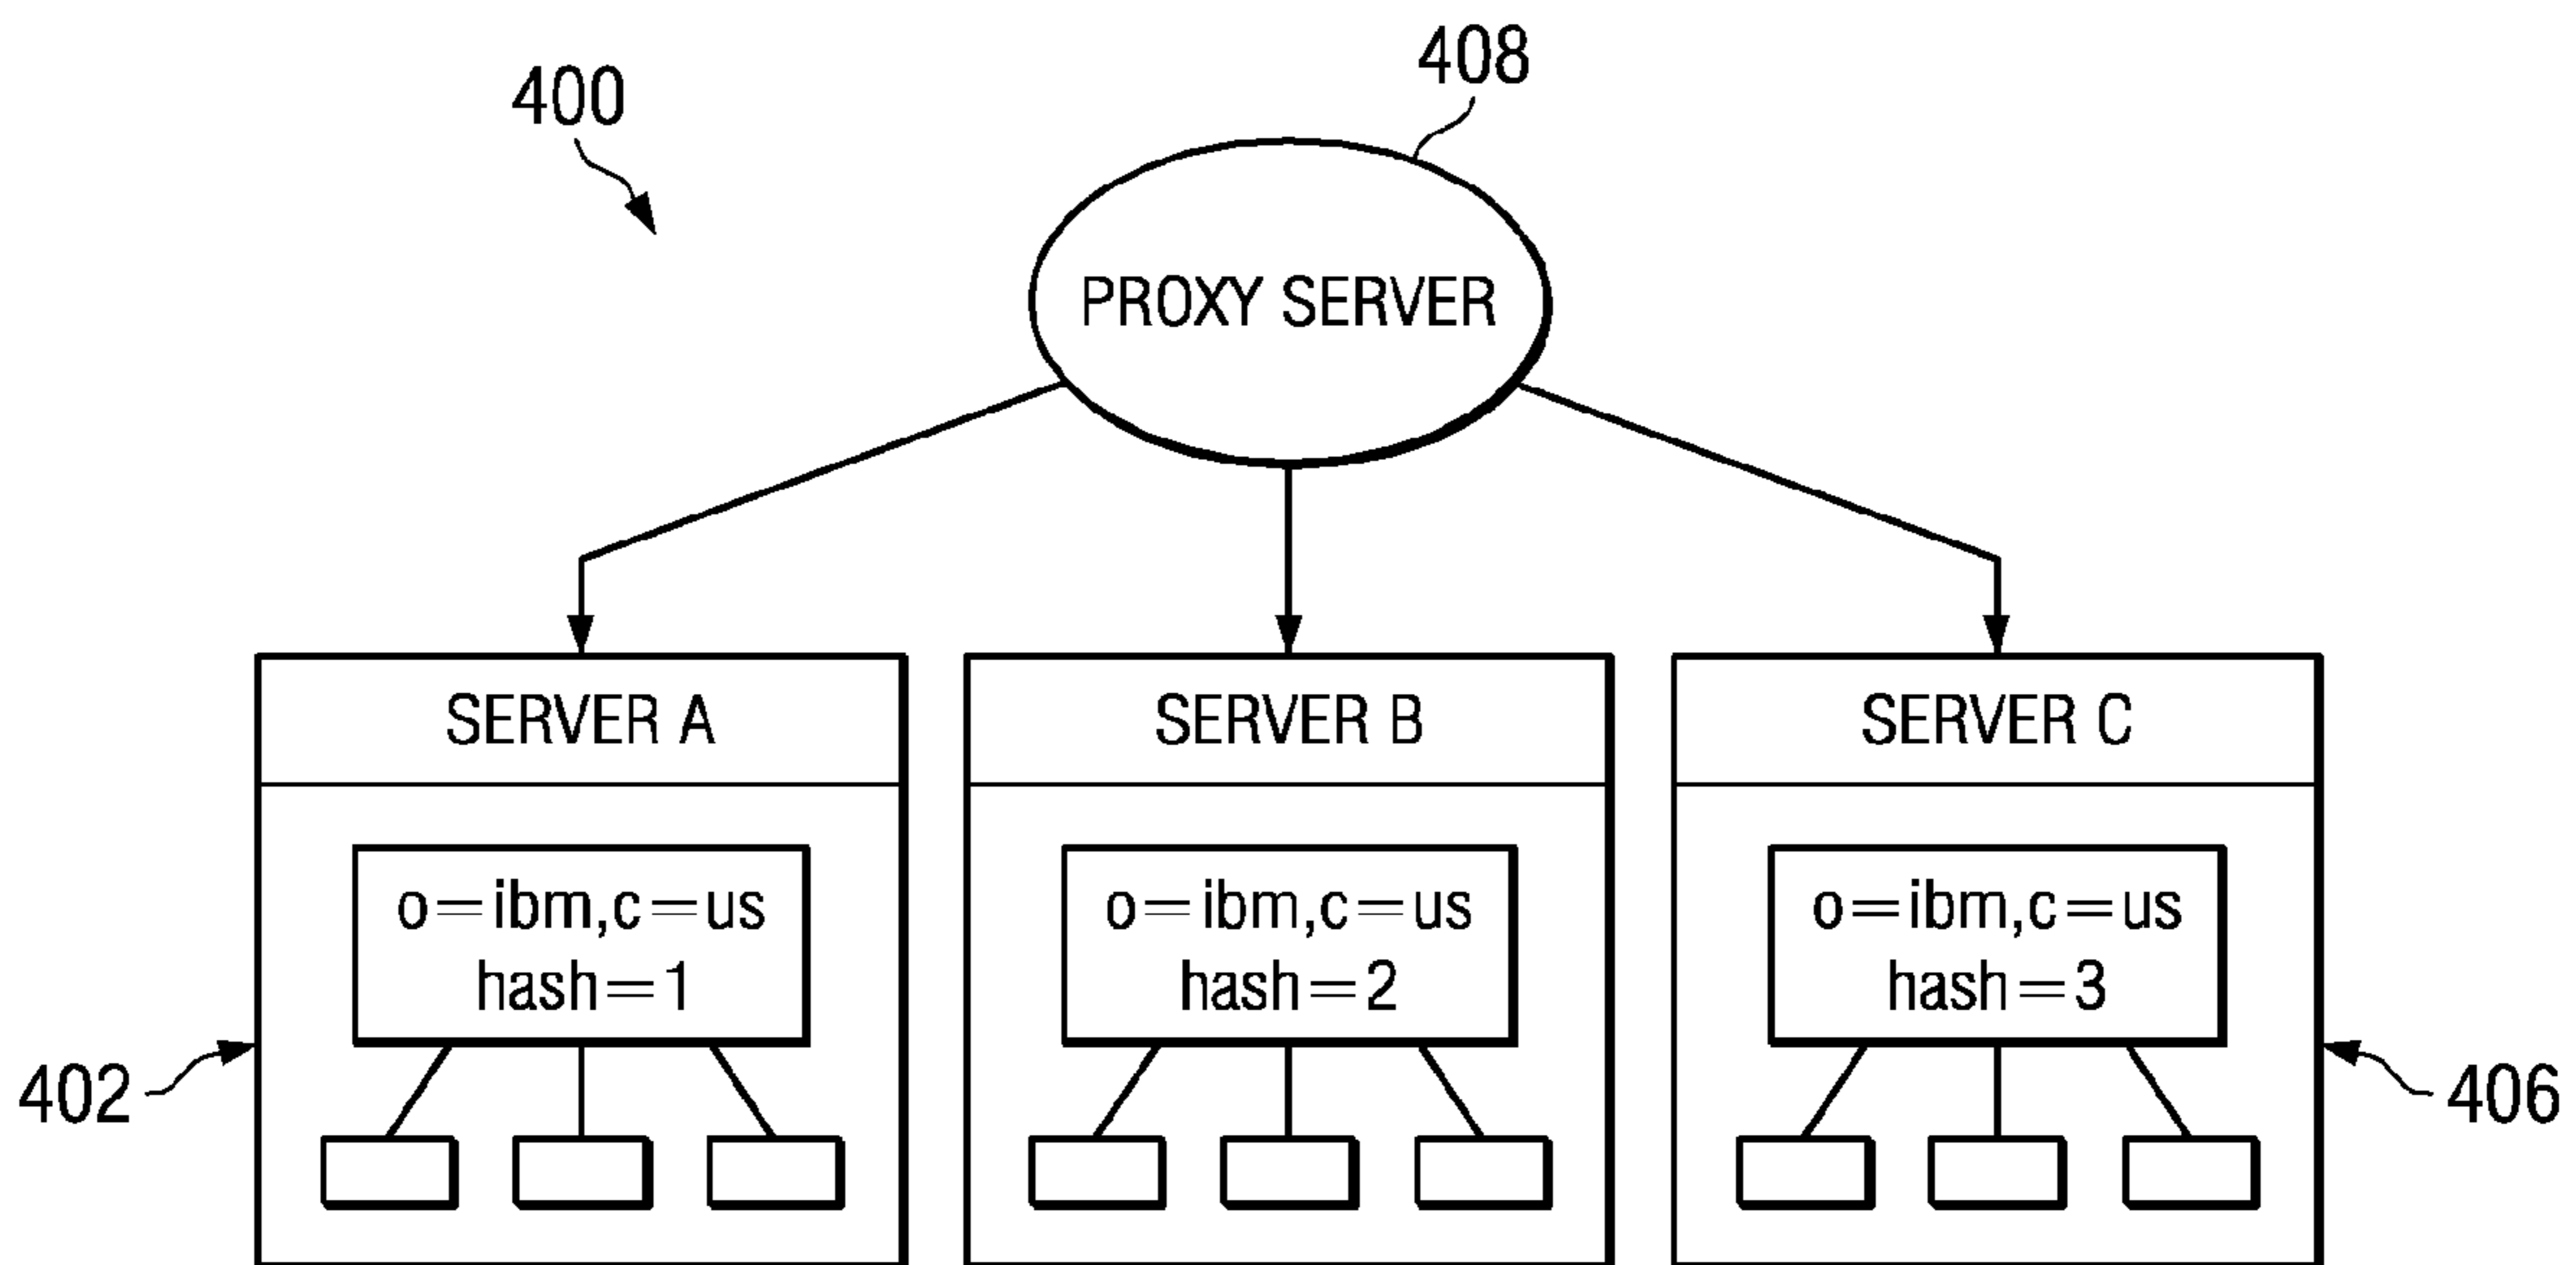 408
400
PROXY SERVER
SERVER A
SERVER B
SERVER C
o=ibm,c=us
hash=1
o=ibm,c=us
hash=2
o=ibm,c=us
hash=3
402
406